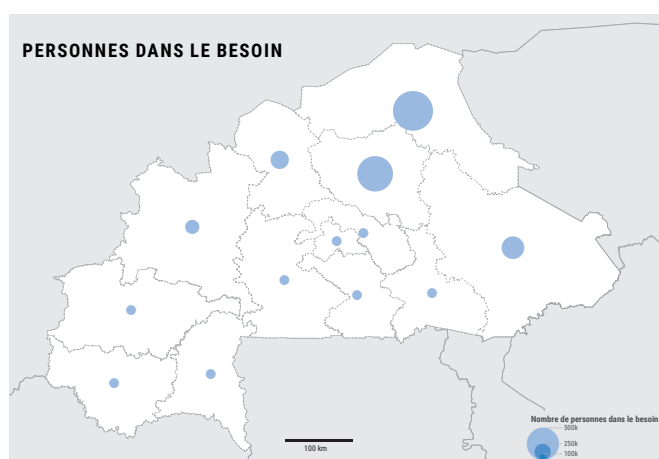 PERSONNES DANS LE BESOIN
Nombre de personnes dans le besoin
500k
250k
100k
100 km